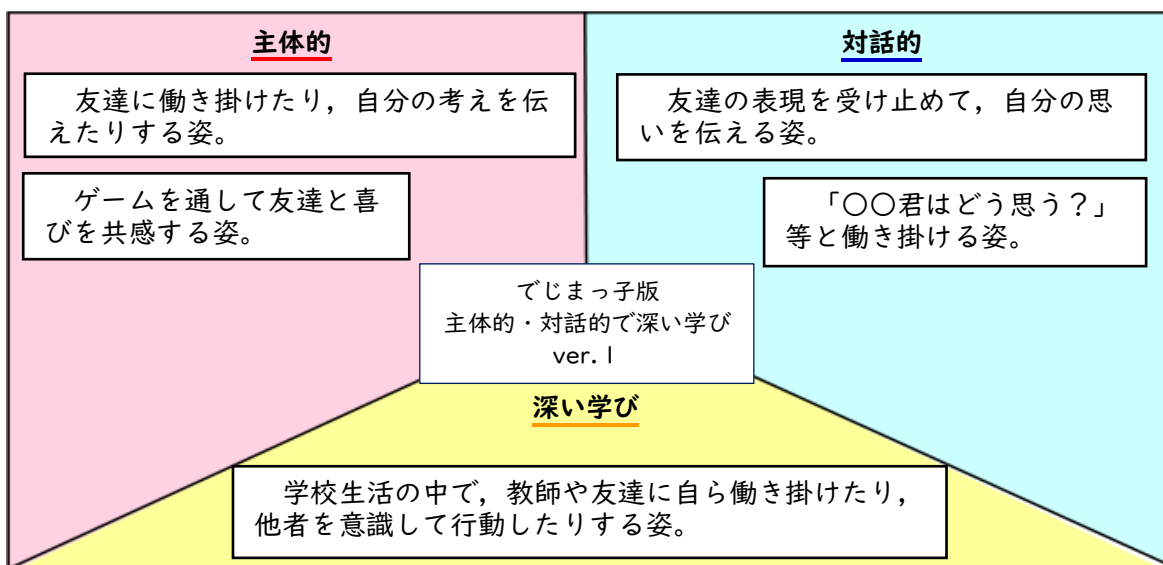 主体的
友達に働き掛けたり，自分の考えを伝
えたりする姿。
ゲームを通して友達と喜
びを共感する姿。
対話的
友達の表現を受け止めて，自分の思
いを伝える姿。
「〇〇君はどう思う？」
等と働き掛ける姿。
でじまっ子版
主体的・対話的で深い学び
ver.1
深い学び
学校生活の中で，教師や友達に自ら働き掛けたり，
他者を意識して行動したりする姿。